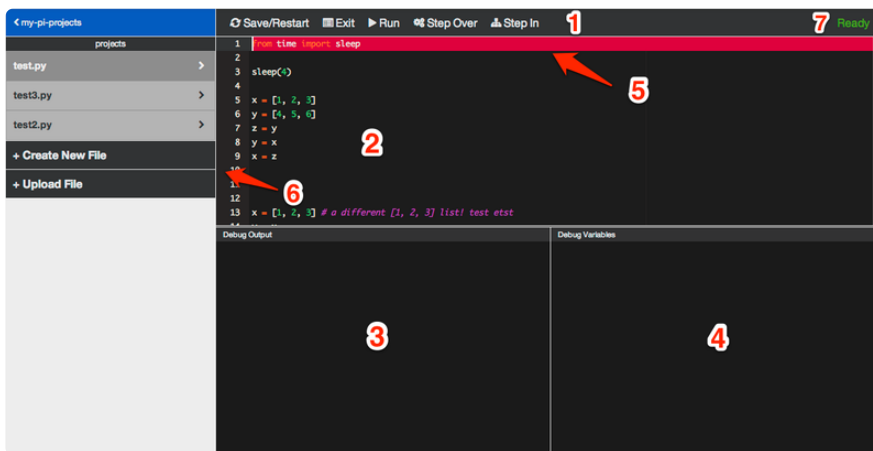 my-pi-projects
Save/Restart Exit Run Step Over Step In 1 7 Ready
projects
test.py
test3.py
test2.py
+ Create New File
+ Upload File
1 from time import sleep
2
3 sleep(4)
4
5 x = [1, 2, 3]
6 y = [4, 5, 6]
7 z = y
8 y = x
9 x = z
10
11
12
13 x = [1, 2, 3] # a different [1, 2, 3] list! test etst
5
2
6
Debug Output
Debug Variables
3
4